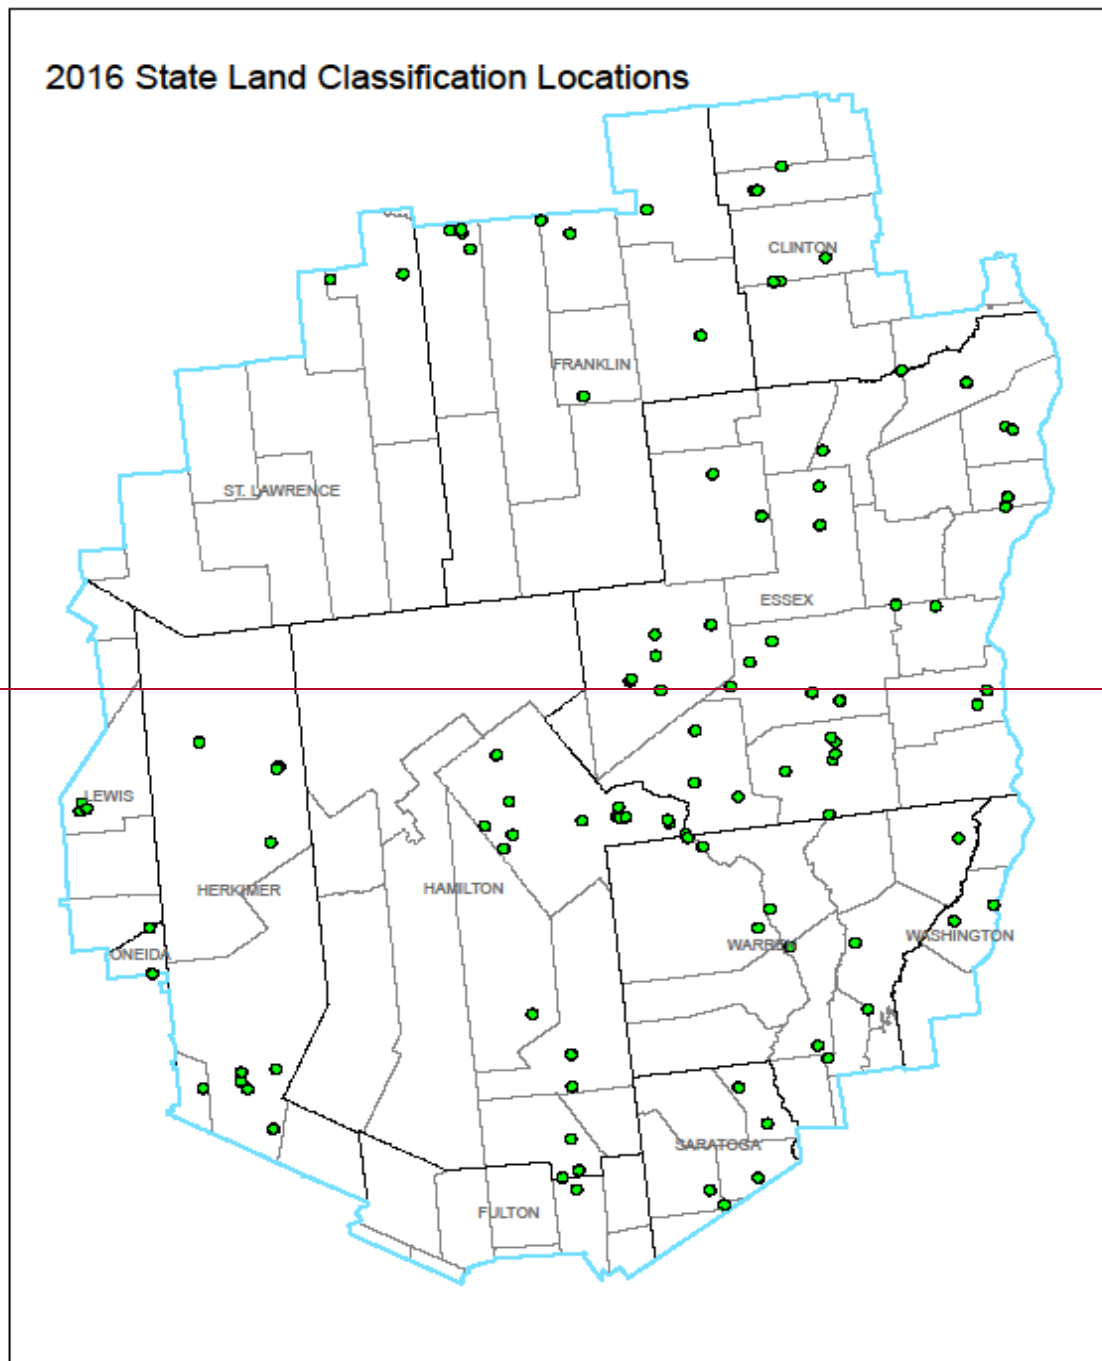 2016 State Land Classification Locations
CLINTON
FRANKLIN
ST. LAWRENCE
ESSEX
LEWIS
HERKIMER
HAMILTON
WARREN
WASHINGTON
ONEIDA
SARATOGA
FULTON